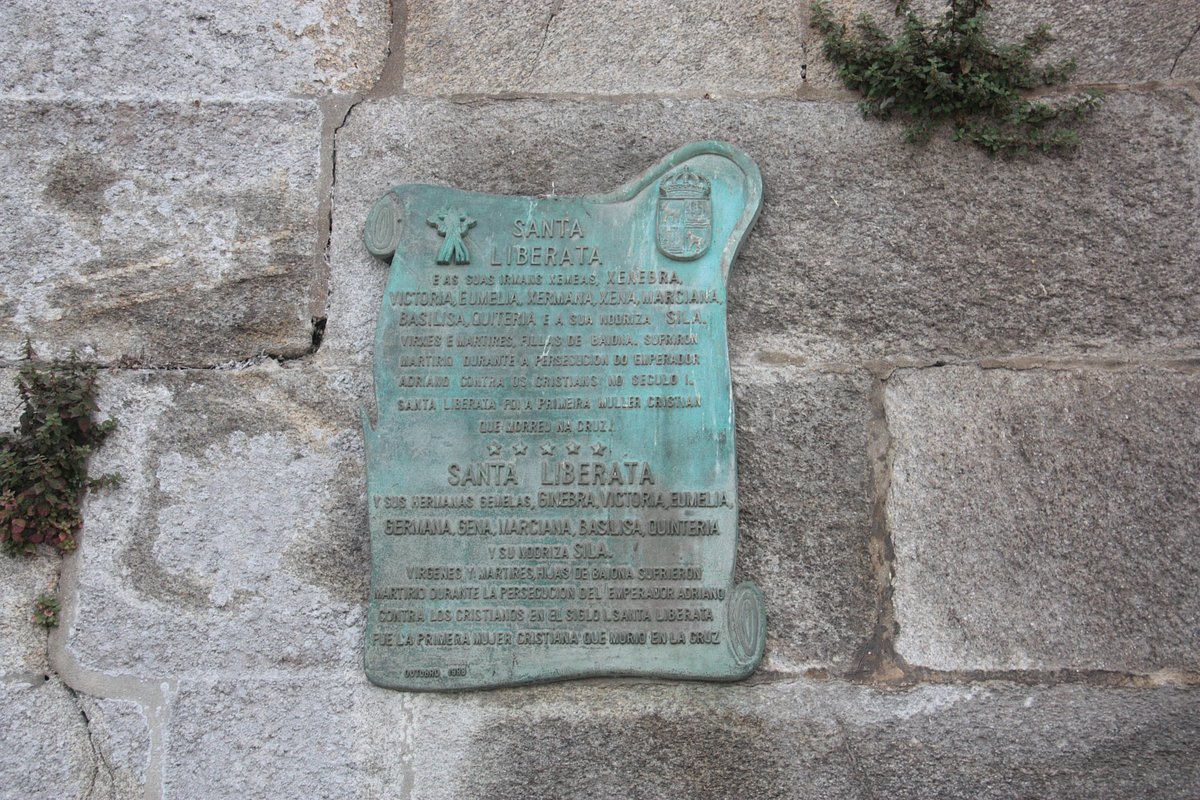 SANTA
LIBERATA
E AS SUAS IRMANS XEMEAS, XENEBRA,
VICTORIA, EUMELIA, XERMANA, XENA, MARCIANA,
BASILISA, QUITERIA E A SUA NODRIZA SILA.
VIRXES E MARTIRES, FILLAS DE BAIONA. SUFRIRON
MARTIRIO DURANTE A PERSECUCION DO EMPERADOR
ADRIANO CONTRA OS CRISTIANS NO SECULO I.
SANTA LIBERATA FOI A PRIMEIRA MULLER CRISTIAN
QUE MORREU NA CRUZ.
SANTA LIBERATA
Y SUS HERMANAS GEMELAS, GINEBRA, VICTORIA, EUMELIA,
GERMANA, GENA, MARCIANA, BASILISA, QUINTERIA
Y SU NODRIZA SILA.
VIRGENES, Y MARTIRES, HIJAS DE BAIONA SUFRIERON
MARTIRIO DURANTE LA PERSECUCION DEL EMPERADOR ADRIANO
CONTRA LOS CRISTIANOS EN EL SIGLO I. SANTA LIBERATA
FUE LA PRIMERA MUJER CRISTIANA QUE MURIO EN LA CRUZ
OUTUBRO